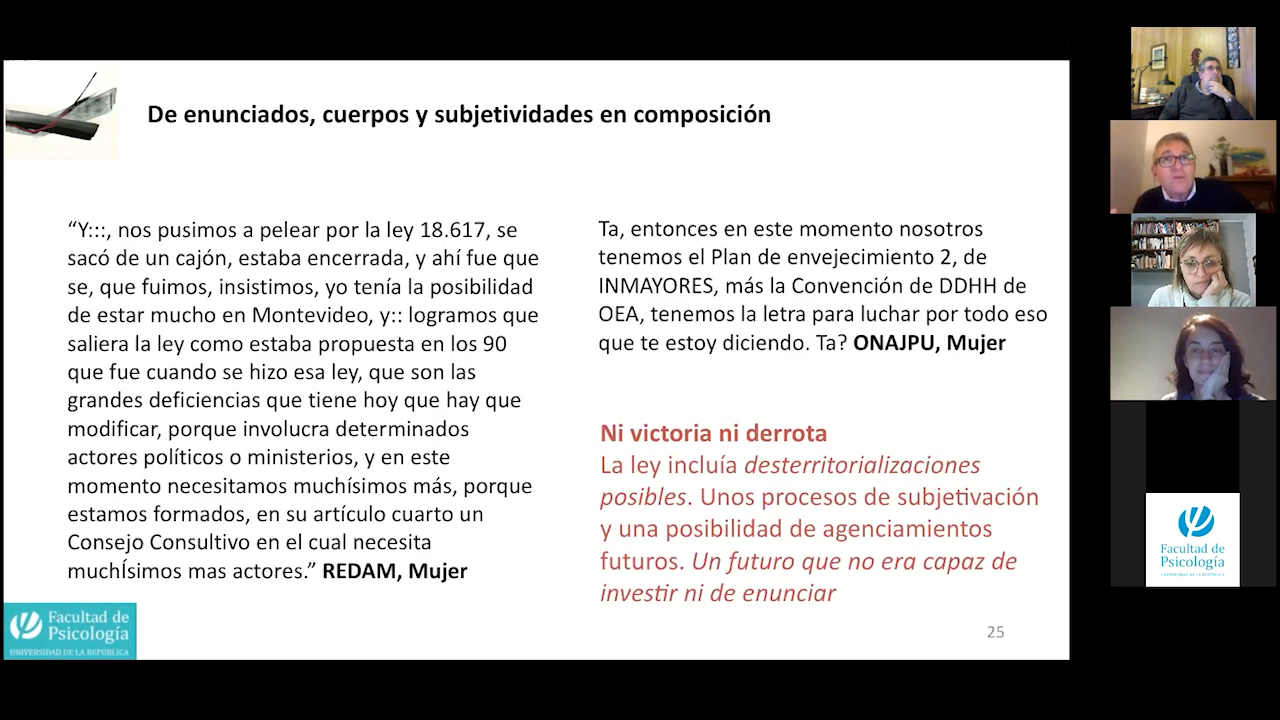 De enunciados, cuerpos y subjetividades en composición
“Y:::, nos pusimos a pelear por la ley 18.617, se
sacó de un cajón, estaba encerrada, y ahí fue que
se, que fuimos, insistimos, yo tenía la posibilidad
de estar mucho en Montevideo, y:: logramos que
saliera la ley como estaba propuesta en los 90
que fue cuando se hizo esa ley, que son las
grandes deficiencias que tiene hoy que hay que
modificar, porque involucra determinados
actores políticos o ministerios, y en este
momento necesitamos muchísimos más, porque
estamos formados, en su artículo cuarto un
Consejo Consultivo en el cual necesita
muchÍsimos mas actores.” REDAM, Mujer
Ta, entonces en este momento nosotros
tenemos el Plan de envejecimiento 2, de
INMAYORES, más la Convención de DDHH de
OEA, tenemos la letra para luchar por todo eso
que te estoy diciendo. Ta? ONAJPU, Mujer
Ni victoria ni derrota
La ley incluía desterritorializaciones
posibles. Unos procesos de subjetivación
y una posibilidad de agenciamientos
futuros. Un futuro que no era capaz de
investir ni de enunciar
25
Facultad de
Psicología
UNIVERSIDAD DE LA REPÚBLICA
Facultad de
Psicología
UNIVERSIDAD DE LA REPÚBLICA